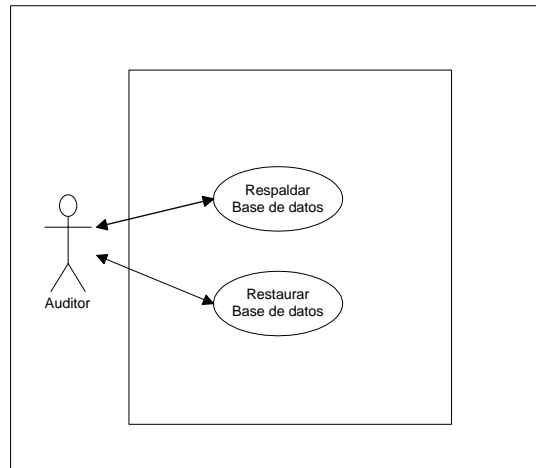 Respaldar
Base de datos
Auditor
Restaurar
Base de datos